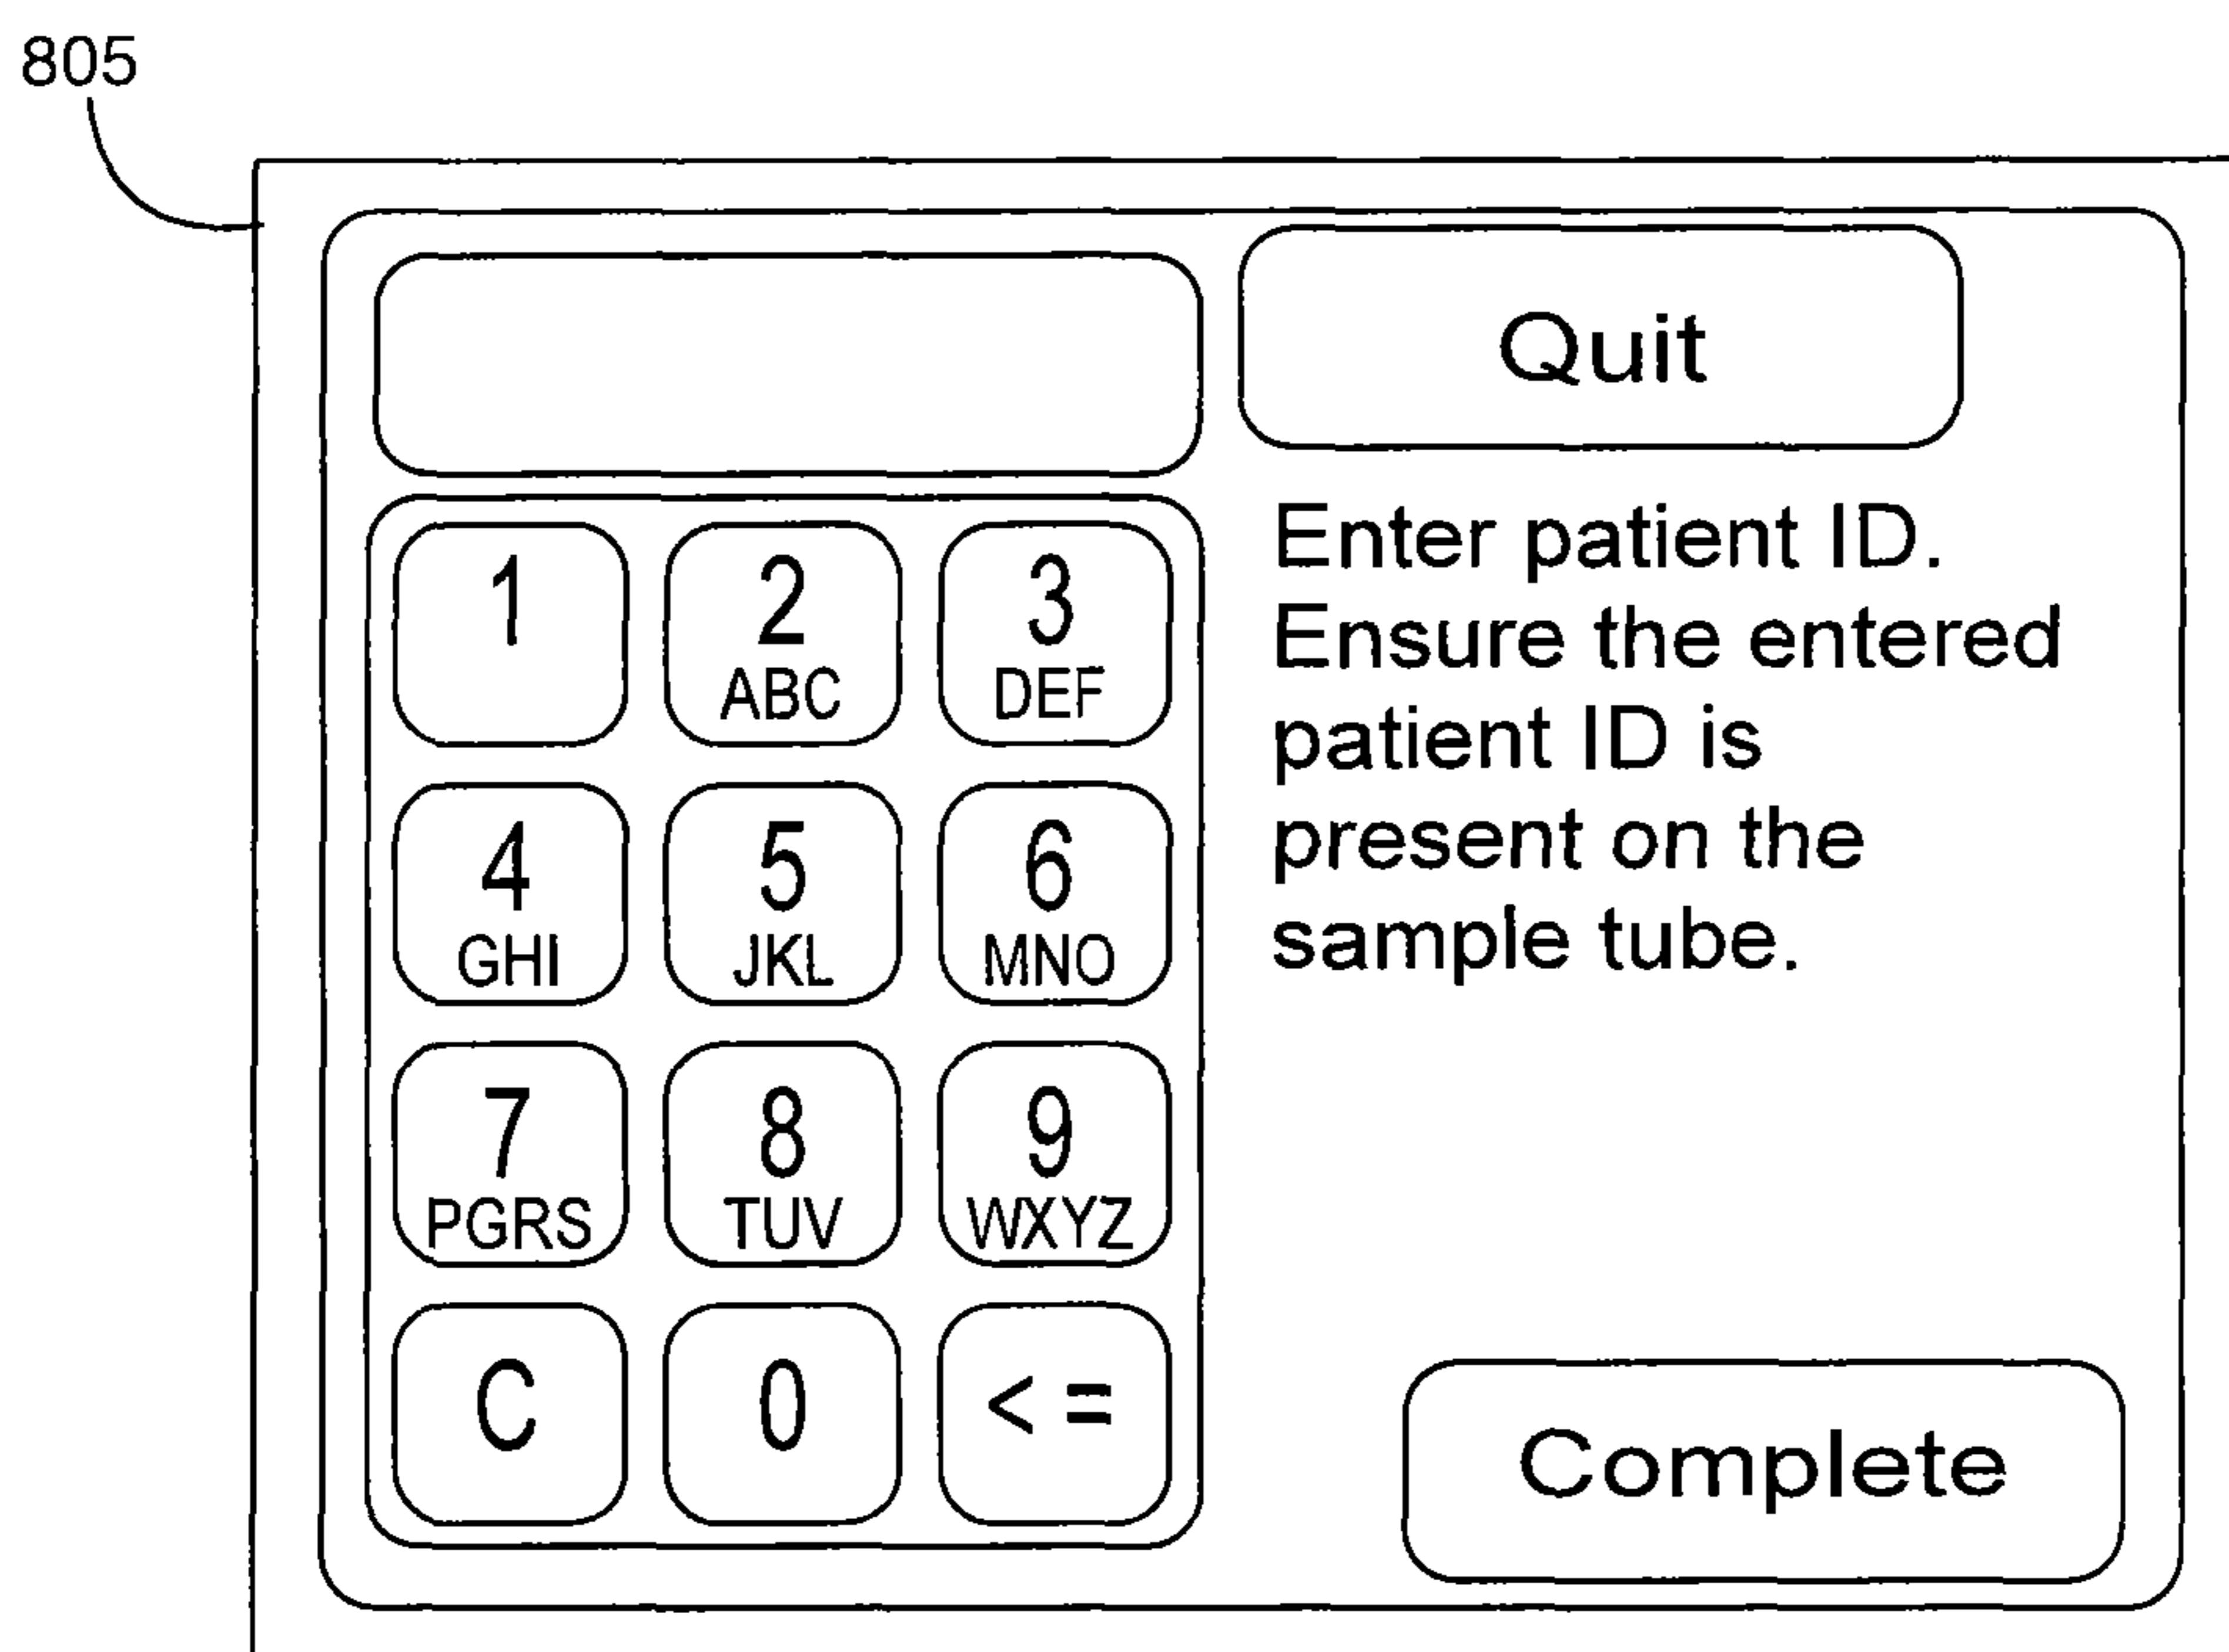 805
Quit
1
2
ABC
3
DEF
4
GHI
5
JKL
6
MNO
7
PGRS
8
TUV
9
WXYZ
C
0
<=
Enter patient ID.
Ensure the entered
patient ID is
present on the
sample tube.
Complete